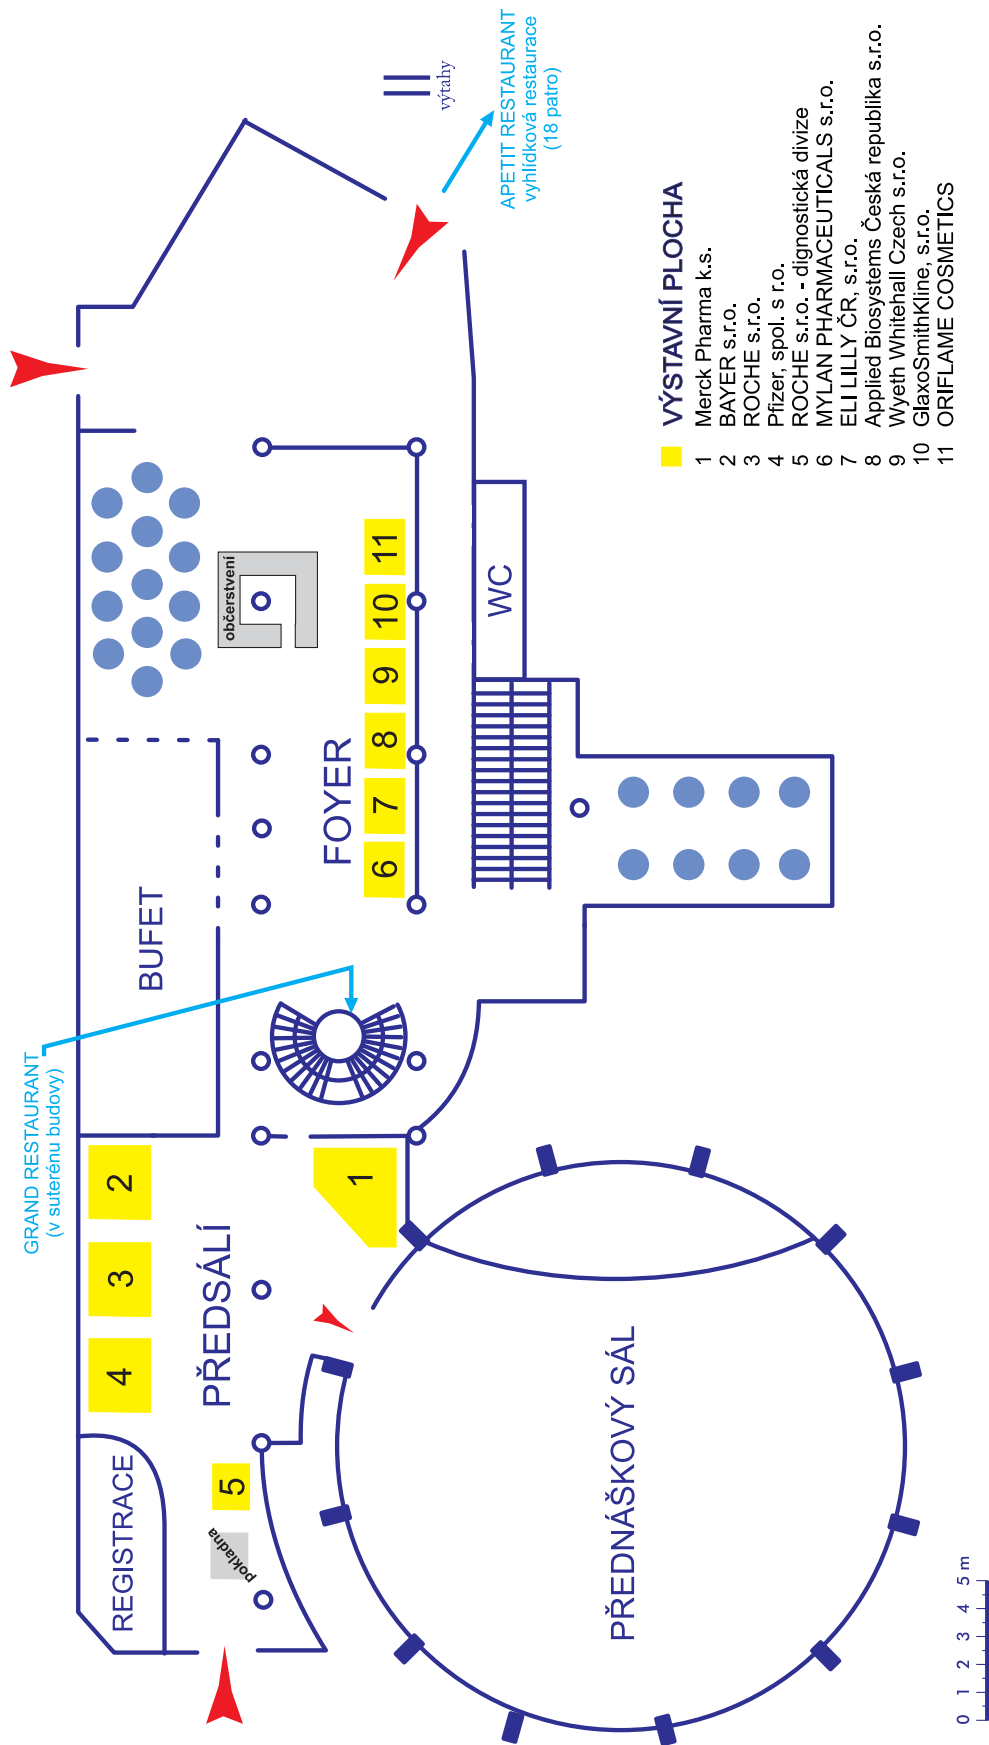 GRAND RESTAURANT
(v suterénu budovy)
REGISTRACE
pokladna
5
4
3
2
PŘEDSÁLÍ
1
BUFET
FOYER
občerstvení
6
7
8
9
10
11
WC
PŘEDNÁŠKOVÝ SÁL
výtahy
APETIT RESTAURANT
vyhlídková restaurace
(18 patro)
VÝSTAVNÍ PLOCHA
1 Merck Pharma k.s.
2 BAYER s.r.o.
3 ROCHE s.r.o.
4 Pfizer, spol. s r.o.
5 ROCHE s.r.o. - dignostická divize
6 MYLAN PHARMACEUTICALS s.r.o.
7 ELI LILLY ČR, s.r.o.
8 Applied Biosystems Česká republika s.r.o.
9 Wyeth Whitehall Czech s.r.o.
10 GlaxoSmithKline, s.r.o.
11 ORIFLAME COSMETICS
0 1 2 3 4 5 m